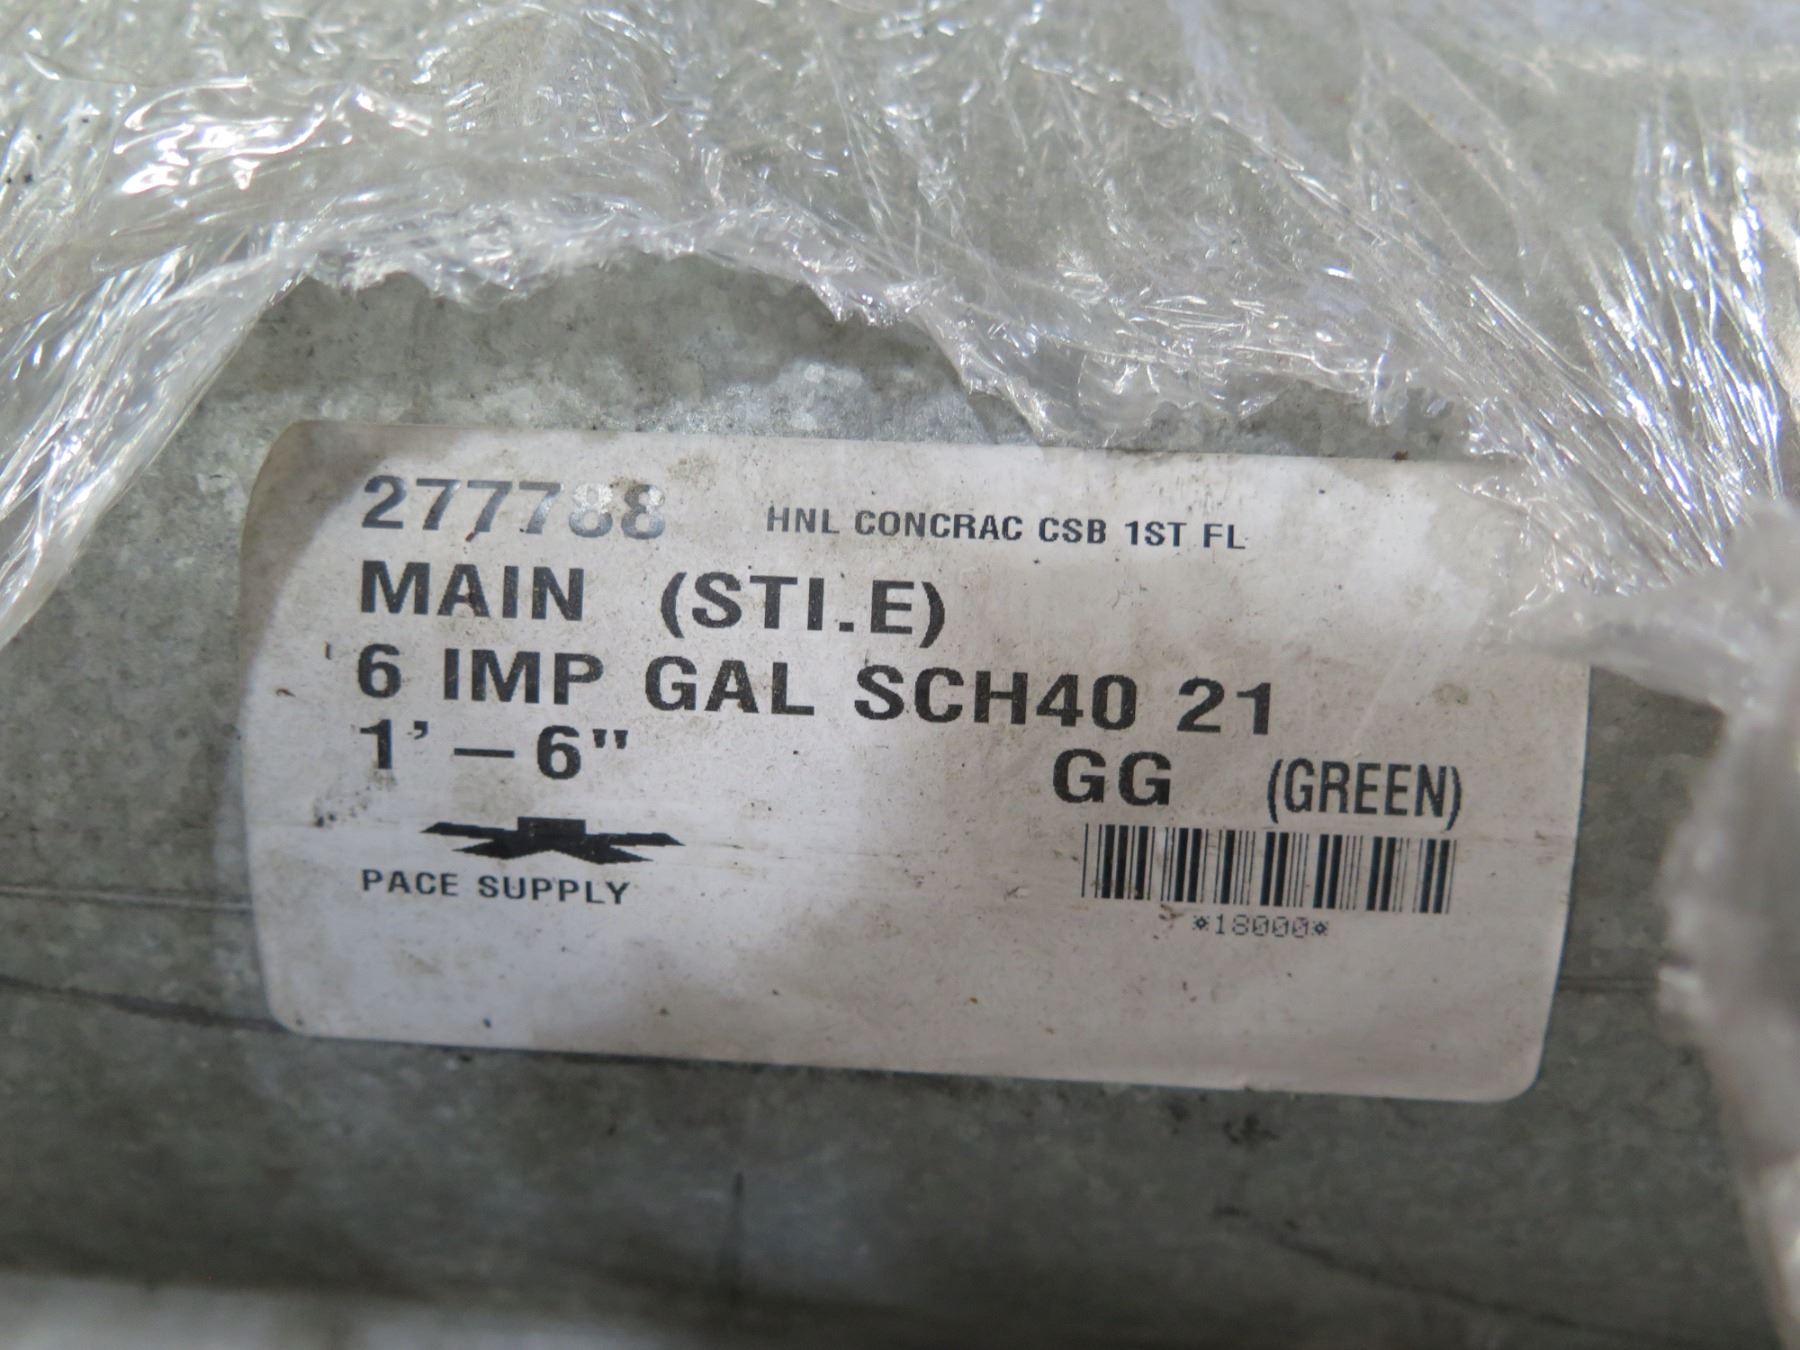 277788 HNL CONCRAC CSB 1ST FL
MAIN (STI.E)
6 IMP GAL SCH40 21
1'-6" GG (GREEN)
PACE SUPPLY
*18000*